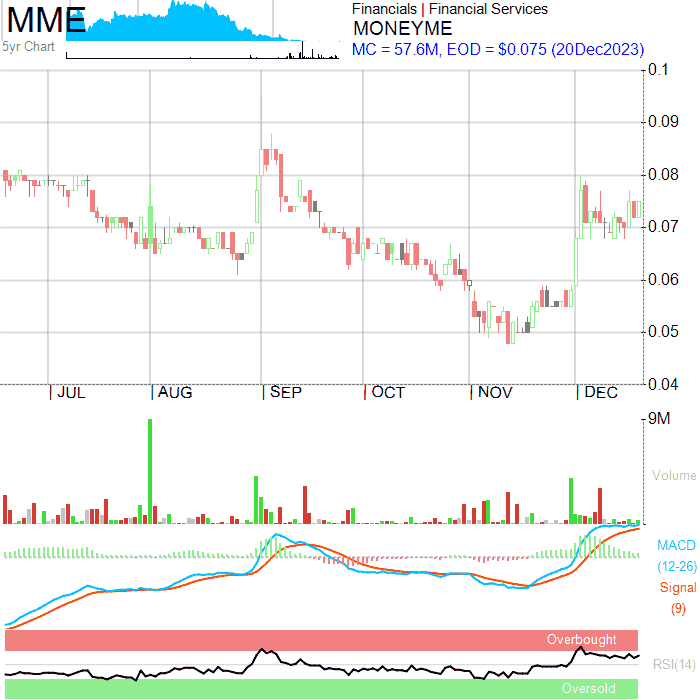 MME
5yr Chart
Financials | Financial Services
MONEYME
MC = 57.6M, EOD = $0.075 (20Dec2023)
0.1
0.09
0.08
0.07
0.06
0.05
0.04
JUL AUG SEP OCT NOV DEC
9M
Volume
MACD
(12-26)
Signal
(9)
Overbought
RSI(14)
Oversold